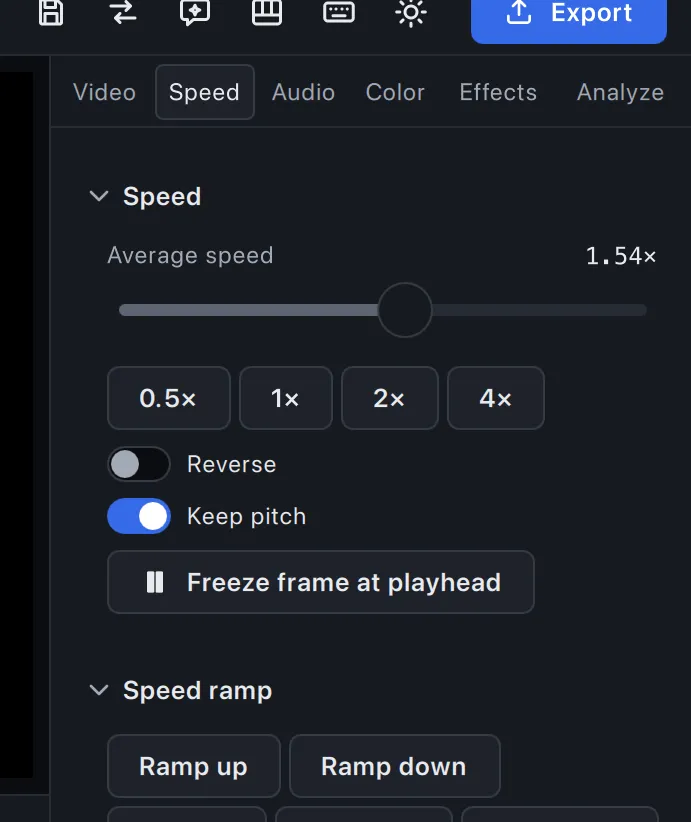 Export
Video Speed Audio Color Effects Analyze
Speed
Average speed 1.54×
0.5× 1× 2× 4×
Reverse
Keep pitch
Freeze frame at playhead
Speed ramp
Ramp up Ramp down